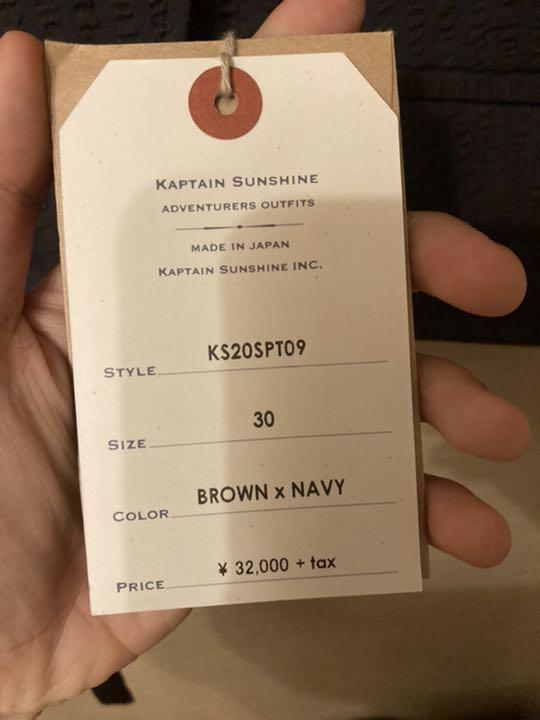 KAPTAIN SUNSHINE
ADVENTURERS OUTFITS
MADE IN JAPAN
KAPTAIN SUNSHINE INC.
STYLE KS20SPT09
SIZE 30
COLOR BROWN x NAVY
PRICE ¥ 32,000 + tax